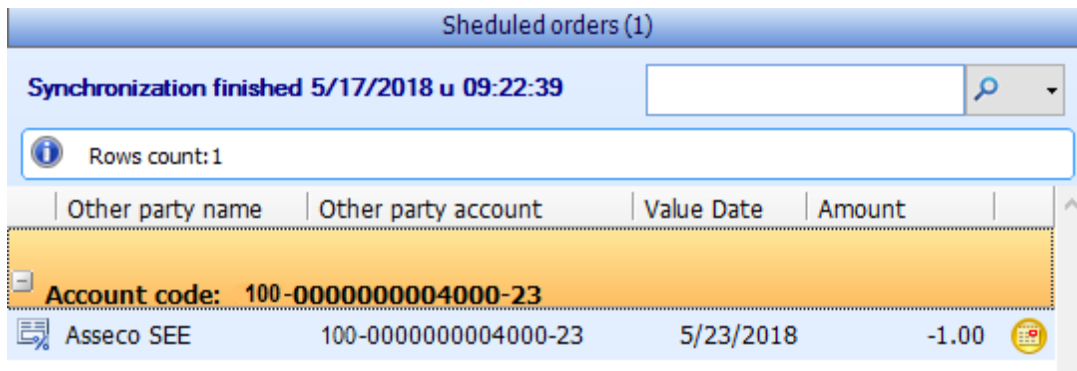 Sheduled orders (1)
Synchronization finished 5/17/2018 u 09:22:39
Rows count:1
Other party name Other party account Value Date Amount
Account code: 100-0000000004000-23
Asseco SEE 100-0000000004000-23 5/23/2018 -1.00